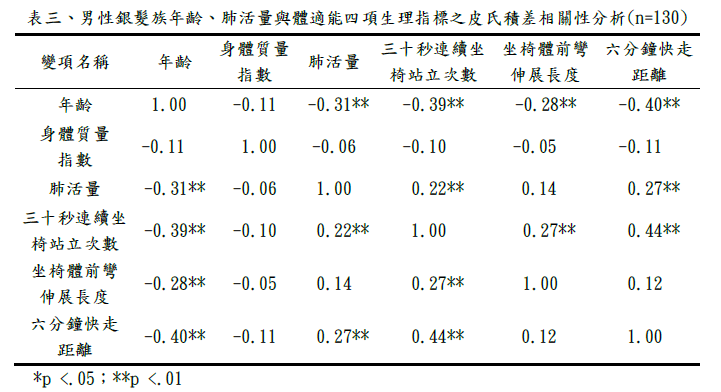 表三、男性銀髮族年齡、肺活量與體適能四項生理指標之皮氏積差相關性分析(n=130)
變項名稱 年齡 身體質量指數 肺活量 三十秒連續坐椅站立次數 坐椅體前彎伸展長度 六分鐘快走距離
年齡 1.00 -0.11 -0.31** -0.39** -0.28** -0.40**
身體質量指數 -0.11 1.00 -0.06 -0.10 -0.05 -0.11
肺活量 -0.31** -0.06 1.00 0.22** 0.14 0.27**
三十秒連續坐椅站立次數 -0.39** -0.10 0.22** 1.00 0.27** 0.44**
坐椅體前彎伸展長度 -0.28** -0.05 0.14 0.27** 1.00 0.12
六分鐘快走距離 -0.40** -0.11 0.27** 0.44** 0.12 1.00
*p <.05；**p <.01